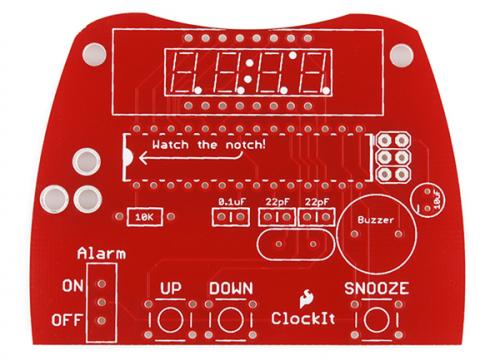 Watch the notch!
10K
0.1uF
22pF
22pF
Buzzer
10uF
Alarm
ON
OFF
UP
DOWN
ClockIt
SNOOZE